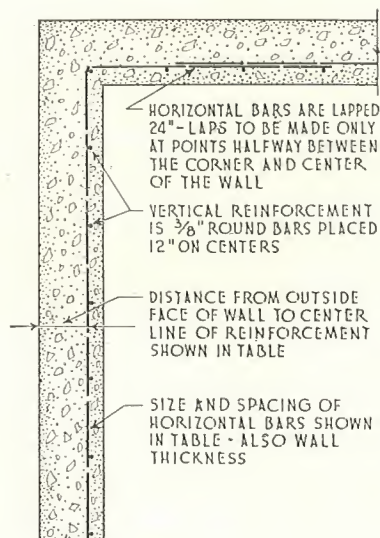 HORIZONTAL BARS ARE LAPPED
24" - LAPS TO BE MADE ONLY
AT POINTS HALFWAY BETWEEN
THE CORNER AND CENTER
OF THE WALL
VERTICAL REINFORCEMENT
IS 3/8" ROUND BARS PLACED
12" ON CENTERS
DISTANCE FROM OUTSIDE
FACE OF WALL TO CENTER
LINE OF REINFORCEMENT
SHOWN IN TABLE
SIZE AND SPACING OF
HORIZONTAL BARS SHOWN
IN TABLE - ALSO WALL
THICKNESS